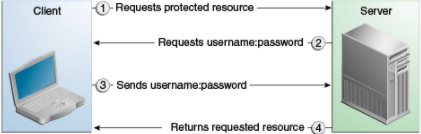 Client
Server
1 Requests protected resource
Requests username:password 2
3 Sends username:password
Returns requested resource 4